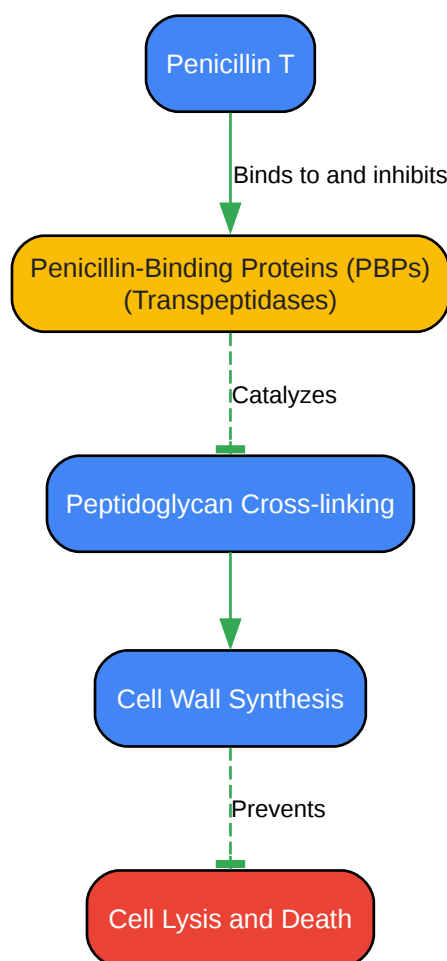 Penicillin T
Binds to and inhibits
Penicillin-Binding Proteins (PBPs)
(Transpeptidases)
Catalyzes
Peptidoglycan Cross-linking
Cell Wall Synthesis
Prevents
Cell Lysis and Death